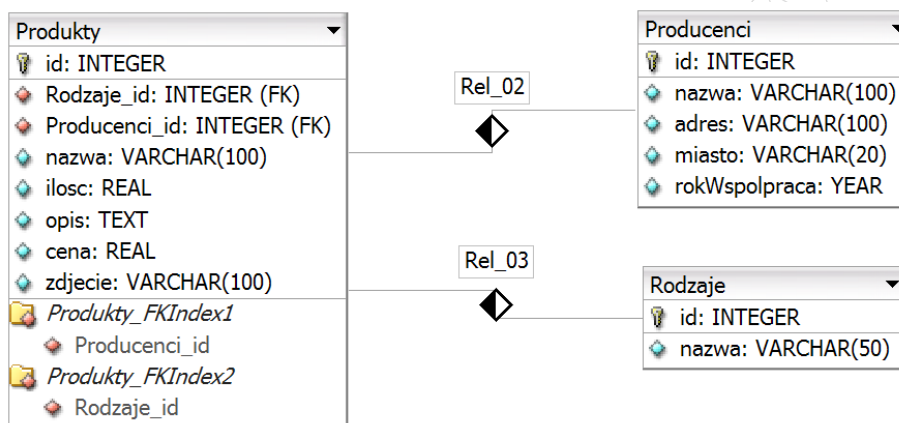 Produkty
id: INTEGER
Rodzaje_id: INTEGER (FK)
Producenci_id: INTEGER (FK)
nazwa: VARCHAR(100)
ilosc: REAL
opis: TEXT
cena: REAL
zdjecie: VARCHAR(100)
Produkty_FKIndex1
Producenci_id
Produkty_FKIndex2
Rodzaje_id
Rel_02
Rel_03
Producenci
id: INTEGER
nazwa: VARCHAR(100)
adres: VARCHAR(100)
miasto: VARCHAR(20)
rokWspolpraca: YEAR
Rodzaje
id: INTEGER
nazwa: VARCHAR(50)